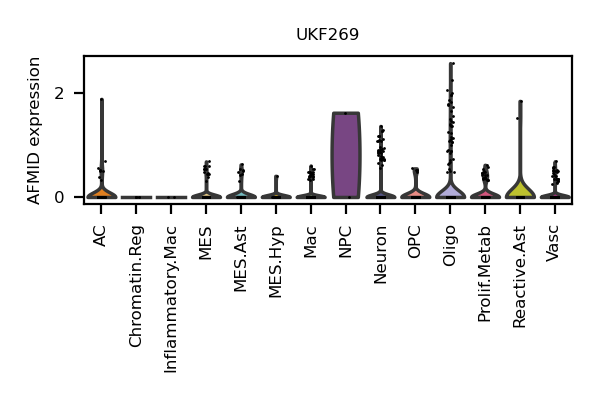 UKF269
AFMID expression
2
0
AC
Chromatin.Reg
Inflammatory.Mac
MES
MES.Ast
MES.Hyp
Mac
NPC
Neuron
OPC
Oligo
Prolif.Metab
Reactive.Ast
Vasc